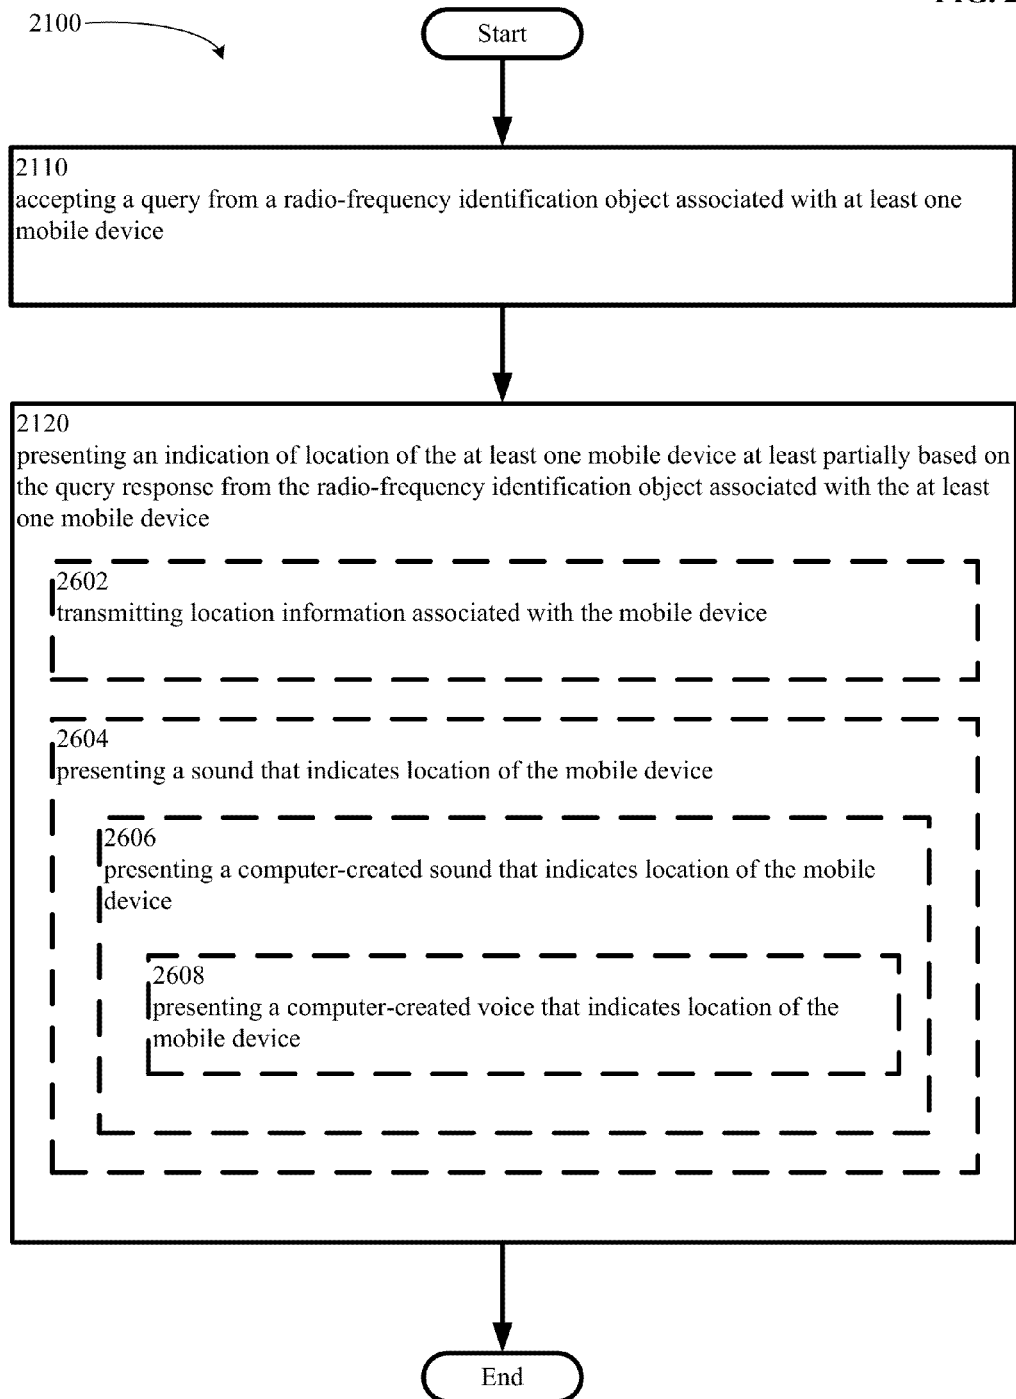 2100
Start
2110
accepting a query from a radio-frequency identification object associated with at least one
mobile device
2120
presenting an indication of location of the at least one mobile device at least partially based on
the query response from the radio-frequency identification object associated with the at least
one mobile device
2602
transmitting location information associated with the mobile device
2604
presenting a sound that indicates location of the mobile device
2606
presenting a computer-created sound that indicates location of the mobile
device
2608
presenting a computer-created voice that indicates location of the
mobile device
End